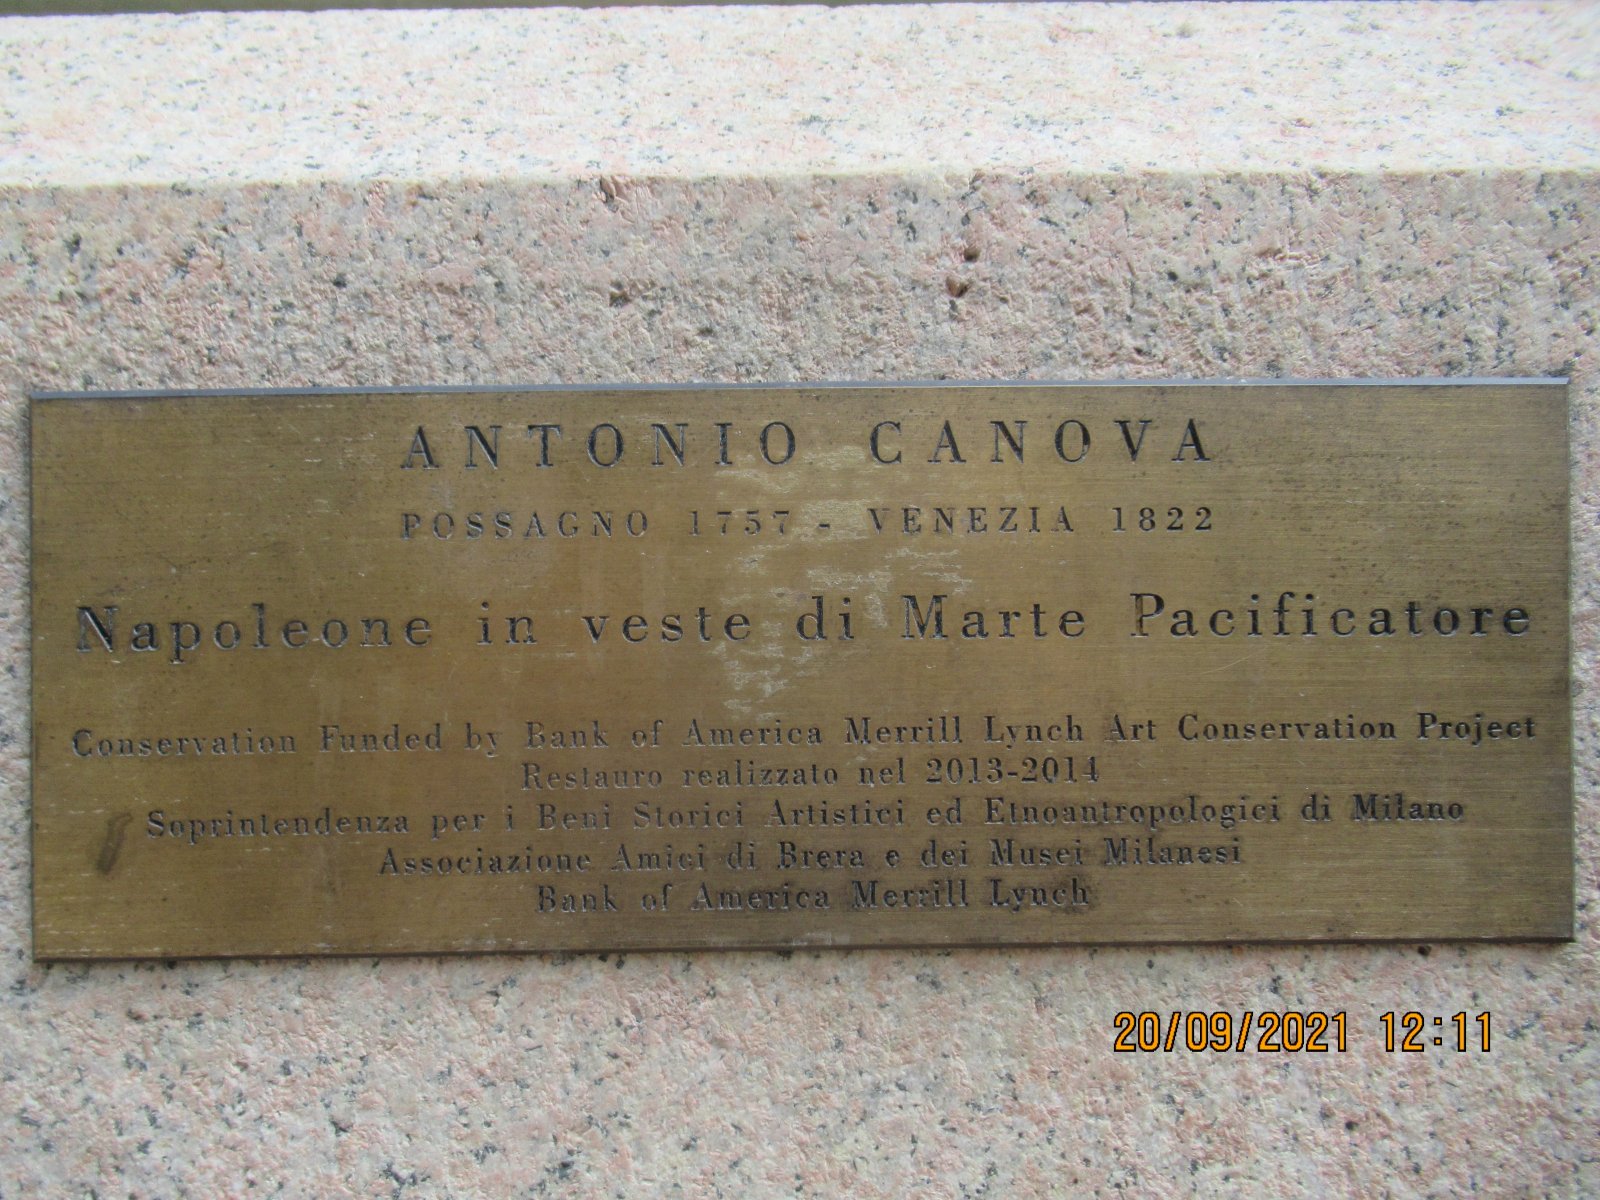 ANTONIO CANOVA
POSSAGNO 1757 - VENEZIA 1822
Napoleone in veste di Marte Pacificatore
Conservation Funded by Bank of America Merrill Lynch Art Conservation Project
Restauro realizzato nel 2013-2014
Soprintendenza per i Beni Storici Artistici ed Etnoantropologici di Milano
Associazione Amici di Brera e dei Musei Milanesi
Bank of America Merrill Lynch
20/09/2021 12:11